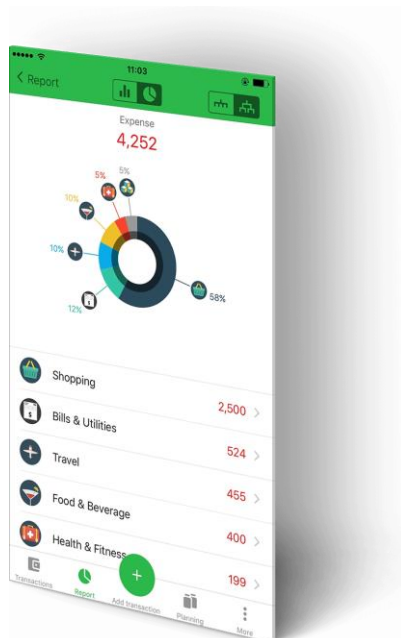 11:03
Report
Expense
4,252
5%
5%
10%
10%
58%
12%
Shopping
2,500
Bills & Utilities
524
Travel
455
Food & Beverage
400
Health & Fitness
199
Transactions
Report
Add transaction
Planning
More